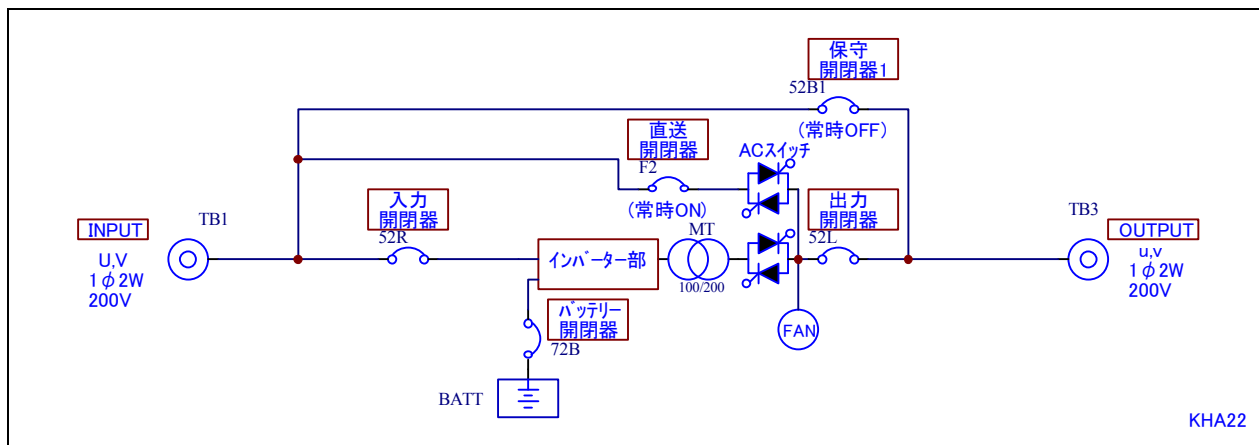 保守
開閉器1
52B1
(常時OFF)
直送
開閉器
F2
(常時ON)
ACスイッチ
入力
開閉器
52R
INPUT
U,V
1φ2W
200V
TB1
インバーター部
MT
100/200
出力
開閉器
52L
TB3
OUTPUT
u,v
1φ2W
200V
バッテリー
開閉器
72B
FAN
BATT
KHA22